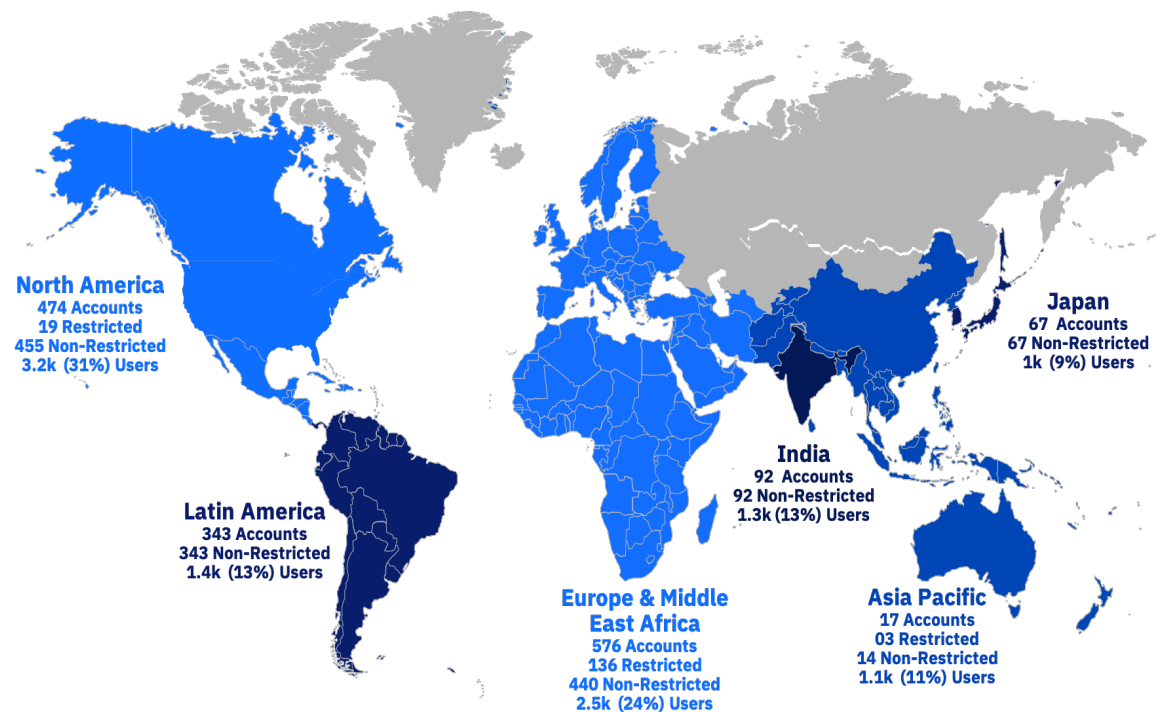 North America
474 Accounts
19 Restricted
455 Non-Restricted
3.2k (31%) Users
Japan
67 Accounts
67 Non-Restricted
1k (9%) Users
India
92 Accounts
92 Non-Restricted
1.3k (13%) Users
Latin America
343 Accounts
343 Non-Restricted
1.4k (13%) Users
Europe & Middle
East Africa
576 Accounts
136 Restricted
440 Non-Restricted
2.5k (24%) Users
Asia Pacific
17 Accounts
03 Restricted
14 Non-Restricted
1.1k (11%) Users